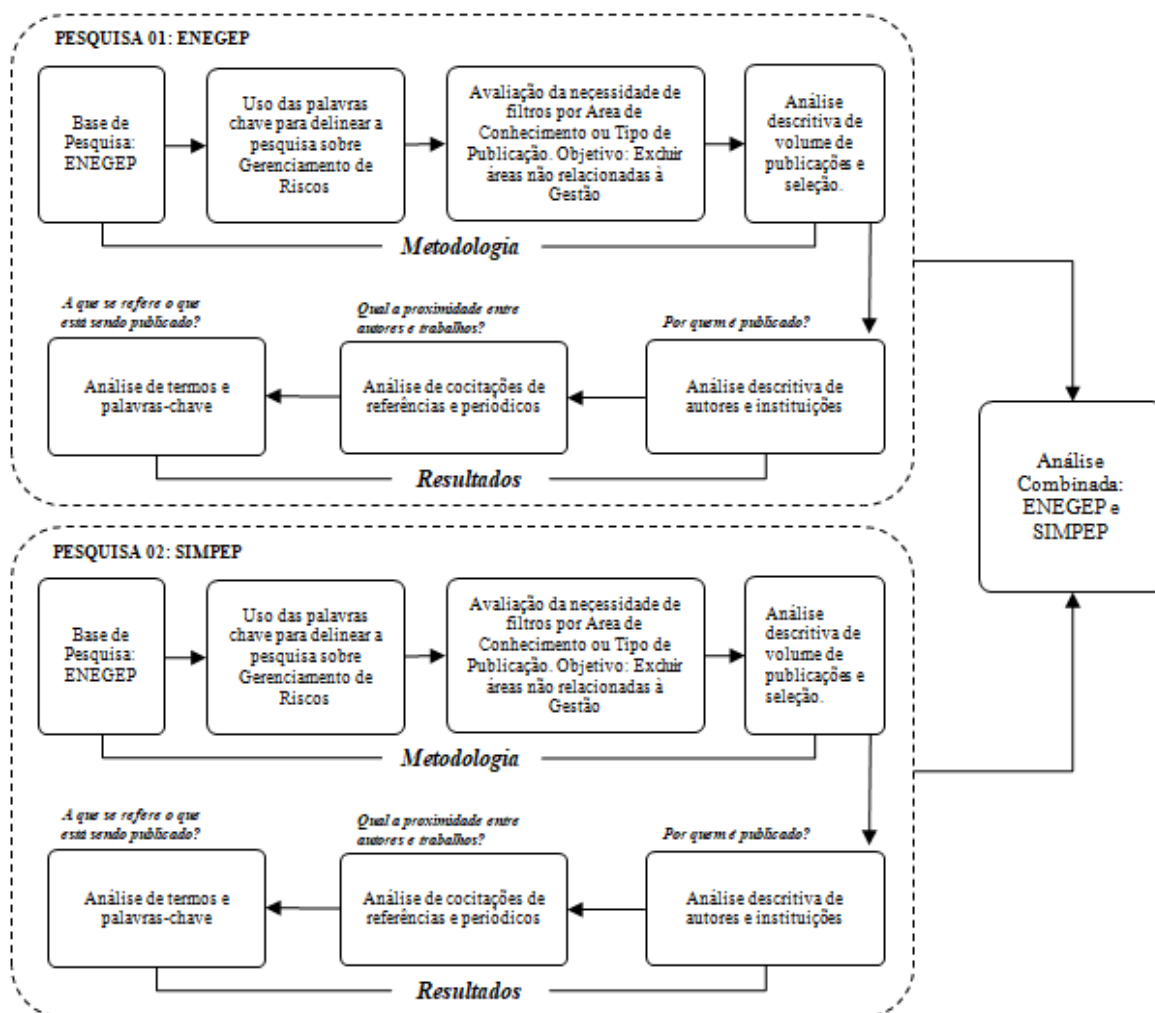 PESQUISA 01: ENEGEP
Base de
Pesquisa:
ENEGEP
Uso das palavras
chave para delinear a
pesquisa sobre
Gerenciamento de
Riscos
Avaliação da necessidade de
filtros por Area de
Conhecimento ou Tipo de
Publicação. Objetivo: Excluir
áreas não relacionadas à
Gestão
Análise
descritiva de
volume de
publicações e
seleção.
Metodologia
A que se refere o que
está sendo publicado?
Qual a proximidade entre
autores e trabalhos?
Por quem é publicado?
Análise de termos e
palavras-chave
Análise de cocitações de
referências e periódicos
Análise descritiva de
autores e instituições
Resultados
Análise
Combinada:
ENEGEP e
SIMPEP
PESQUISA 02: SIMPEP
Base de
Pesquisa:
ENEGEP
Uso das palavras
chave para delinear a
pesquisa sobre
Gerenciamento de
Riscos
Avaliação da necessidade de
filtros por Area de
Conhecimento ou Tipo de
Publicação. Objetivo: Excluir
áreas não relacionadas à
Gestão
Análise
descritiva de
volume de
publicações e
seleção.
Metodologia
A que se refere o que
está sendo publicado?
Qual a proximidade entre
autores e trabalhos?
Por quem é publicado?
Análise de termos e
palavras-chave
Análise de cocitações de
referências e periódicos
Análise descritiva de
autores e instituições
Resultados